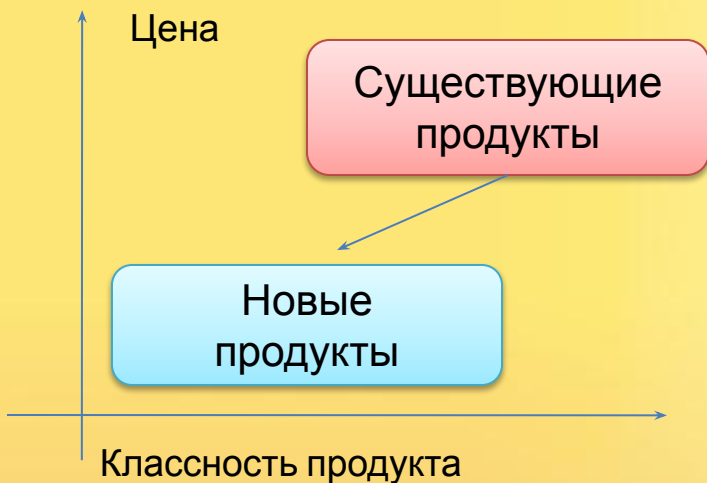 Цена
Существующие
продукты
Новые
продукты
Классность продукта